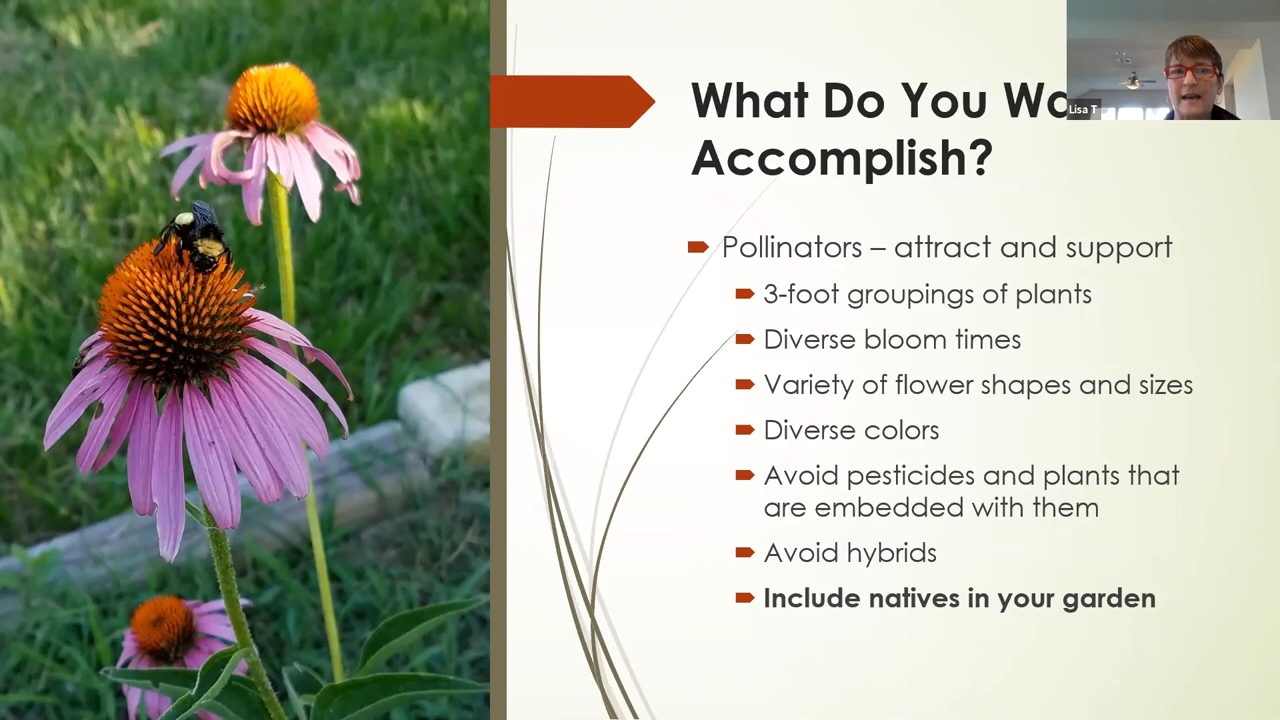 What Do You Wa
Accomplish?
Lisa T
Pollinators – attract and support
3-foot groupings of plants
Diverse bloom times
Variety of flower shapes and sizes
Diverse colors
Avoid pesticides and plants that
are embedded with them
Avoid hybrids
Include natives in your garden